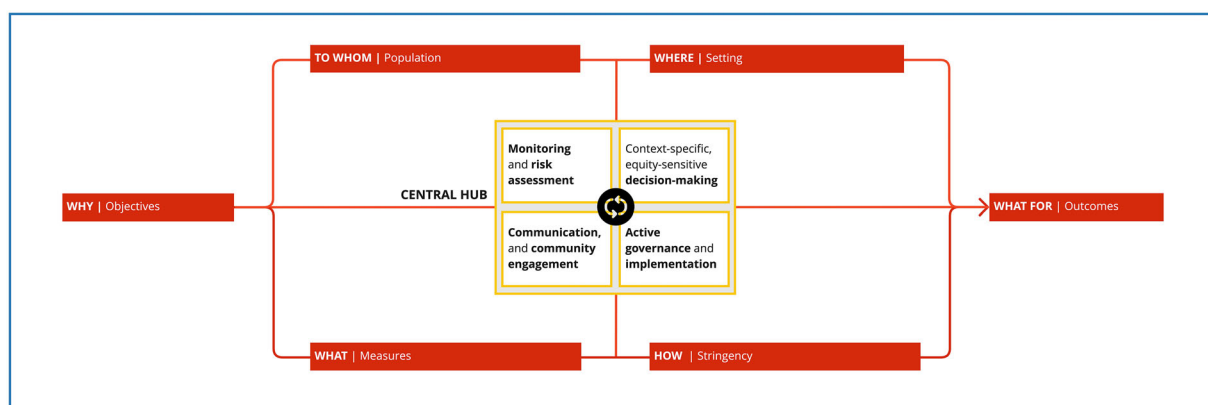 TO WHOM | Population
WHERE | Setting
Monitoring
and risk
assessment
Context-specific,
equity-sensitive
decision-making
CENTRAL HUB
WHY | Objectives
WHAT FOR | Outcomes
Communication,
and community
engagement
Active
governance and
implementation
WHAT | Measures
HOW | Stringency